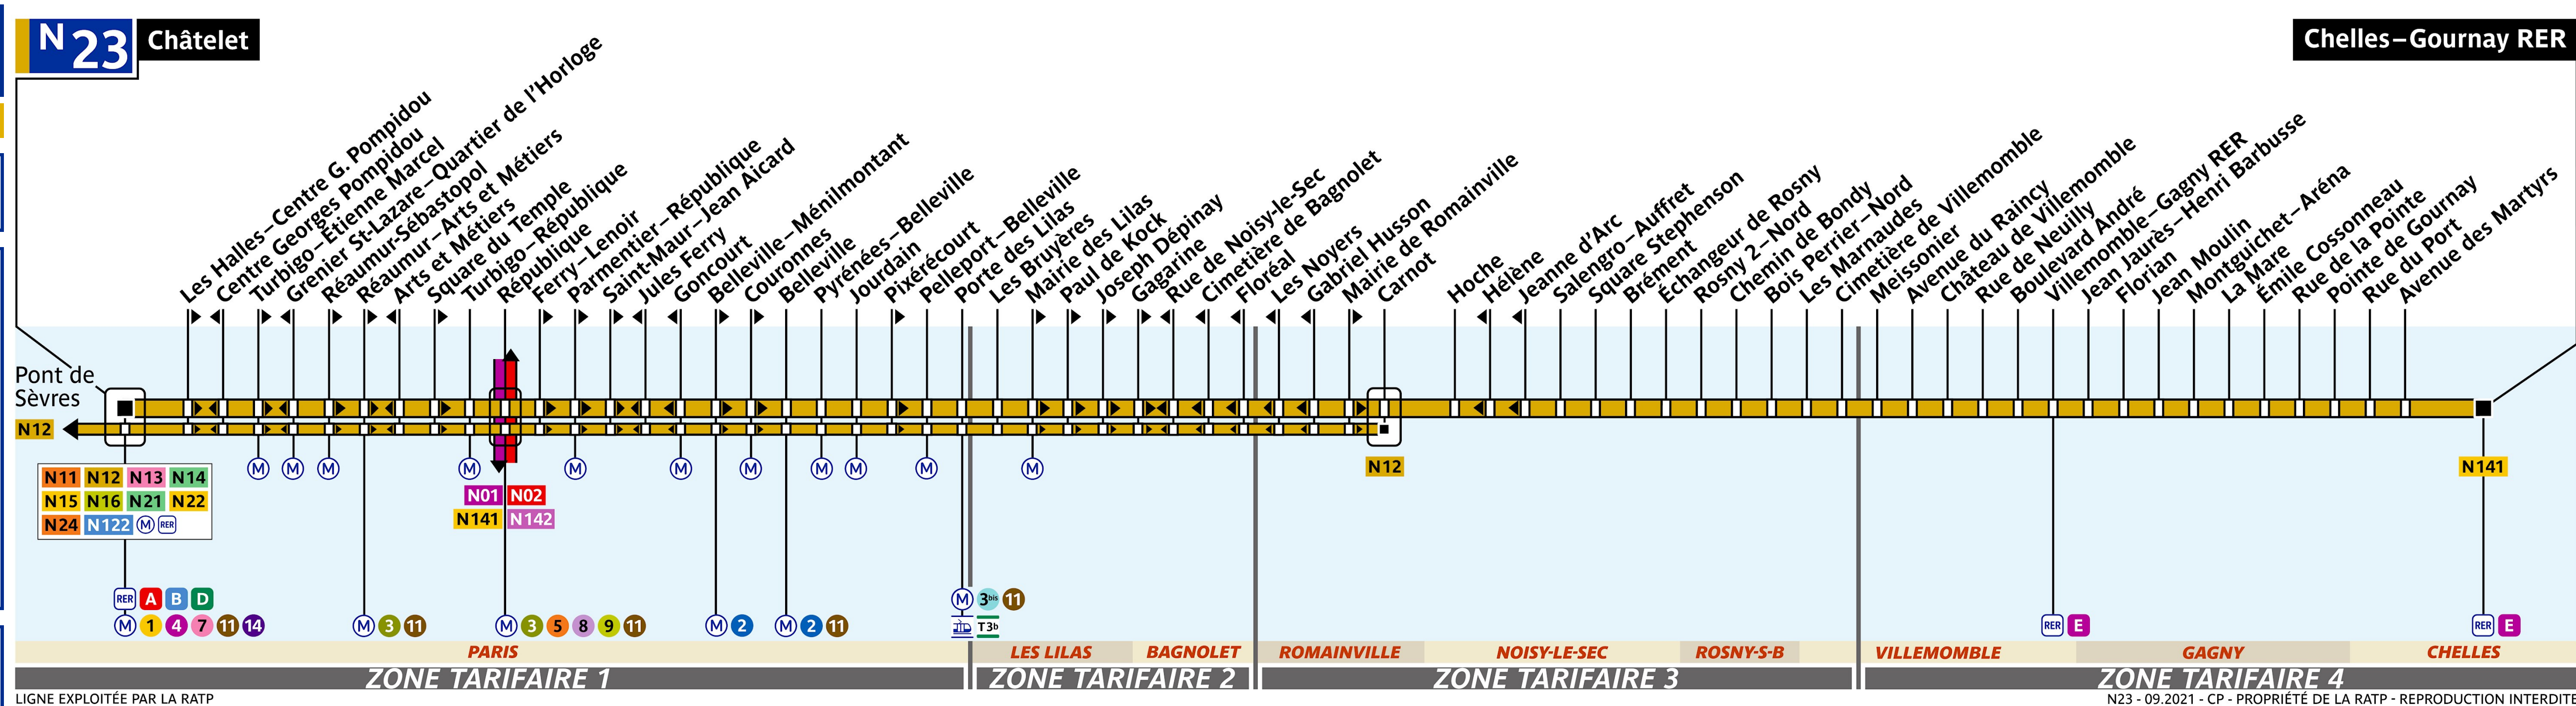 N 23
Châtelet
Chelles–Gournay RER
Les Halles–Centre G. Pompidou
Centre Georges Pompidou
Turbigo–Étienne Marcel
Grenier St-Lazare–Quartier de l'Horloge
Réaumur-Sébastopol
Réaumur–Arts et Métiers
Arts et Métiers
Square du Temple
Turbigo–République
République
Ferry–Lenoir
Parmentier–République
Saint-Maur–Jean Aicard
Jules Ferry
Goncourt
Belleville–Ménilmontant
Couronnes
Belleville
Pyrénées–Belleville
Jourdain
Pixérécourt
Pelleport–Belleville
Porte des Lilas
Les Bruyères
Mairie des Lilas
Paul de Kock
Joseph Dépinay
Gagarine
Rue de Noisy-le-Sec
Cimetière de Bagnolet
Floréal
Les Noyers
Gabriel Husson
Mairie de Romainville
Carnot
Hoche
Hélène
Jeanne d'Arc
Salengro–Auffret
Square Stephenson
Brément
Échangeur de Rosny
Rosny 2–Nord
Chemin de Bondy
Bois Perrier–Nord
Les Marnaudes
Cimetière de Villemomble
Meissonier
Avenue du Raincy
Château de Villemomble
Rue de Neuilly
Boulevard André
Villemomble–Gagny RER
Jean Jaurès–Henri Barbusse
Florian
Jean Moulin
Montguichet–Aréna
La Mare
Émile Cossonneau
Rue de la Pointe
Pointe de Gournay
Rue du Port
Avenue des Martyrs
Pont de
Sèvres
N12
M M M M M M M M M M M
N12
N141
N11 N12 N13 N14
N15 N16 N21 N22
N24 N122 M RER
N01 N02
N141 N142
RER A B D
M 1 4 7 11 14
M 3 11
M 3 5 8 9 11
M 2
M 2 11
M 3bis 11
T3b
RER E
RER E
PARIS
LES LILAS
BAGNOLET
ROMAINVILLE
NOISY-LE-SEC
ROSNY-S-B
VILLEMOMBLE
GAGNY
CHELLES
ZONE TARIFAIRE 1
ZONE TARIFAIRE 2
ZONE TARIFAIRE 3
ZONE TARIFAIRE 4
LIGNE EXPLOITÉE PAR LA RATP
N23 - 09.2021 - CP - PROPRIÉTÉ DE LA RATP - REPRODUCTION INTERDITE